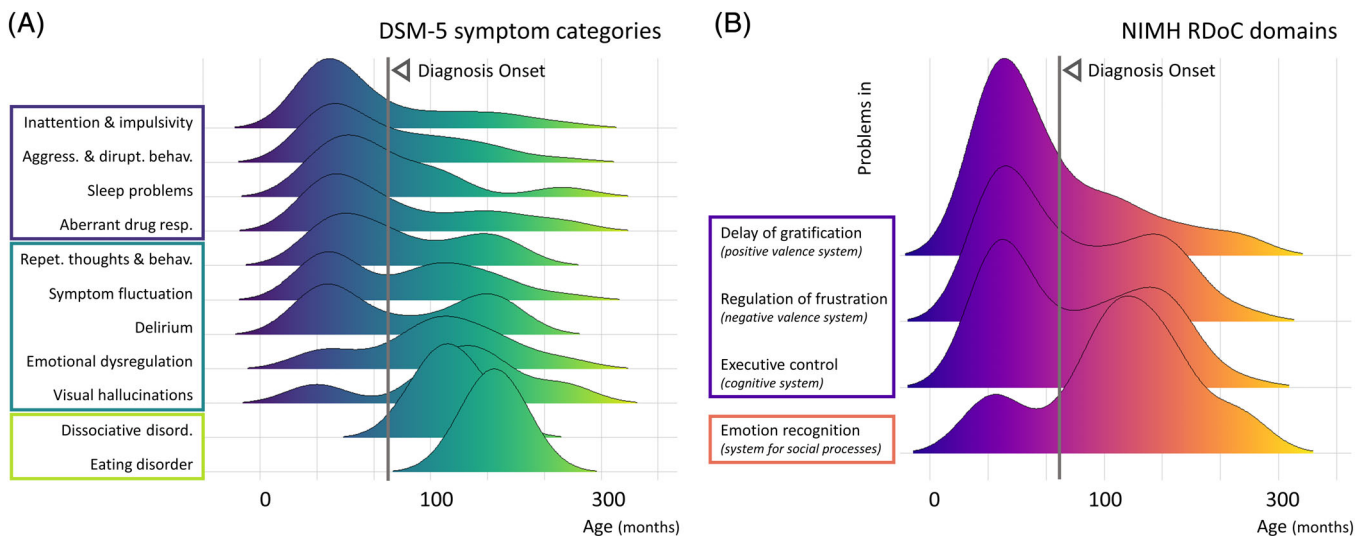 (A)
DSM-5 symptom categories
Diagnosis Onset
Inattention & impulsivity
Aggress. & dirupt. behav.
Sleep problems
Aberrant drug resp.
Repet. thoughts & behav.
Symptom fluctuation
Delirium
Emotional dysregulation
Visual hallucinations
Dissociative disord.
Eating disorder
0
100
300
Age (months)
(B)
NIMH RDoC domains
Diagnosis Onset
Problems in
Delay of gratification
(positive valence system)
Regulation of frustration
(negative valence system)
Executive control
(cognitive system)
Emotion recognition
(system for social processes)
0
100
300
Age (months)